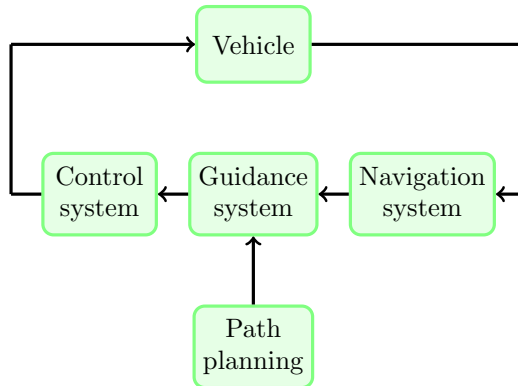 Vehicle
Control
system
Guidance
system
Navigation
system
Path
planning